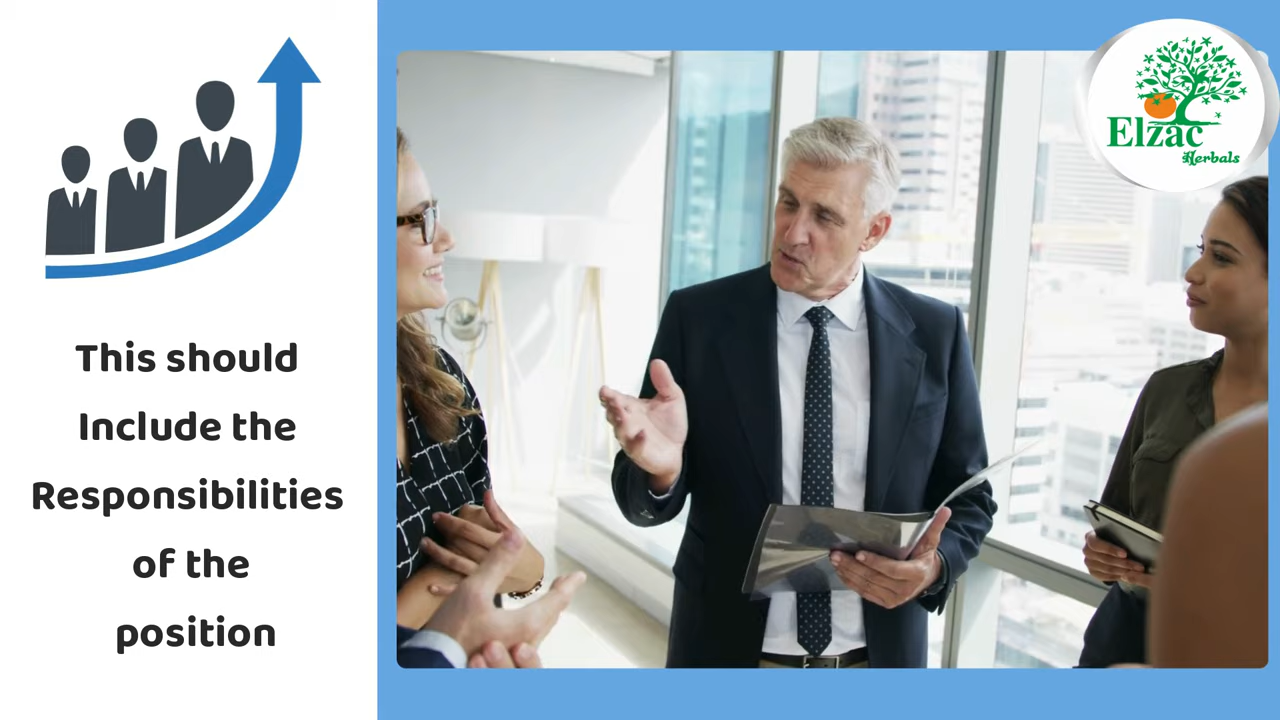 This should
Include the
Responsibilities
of the
position
Elzac
Herbals